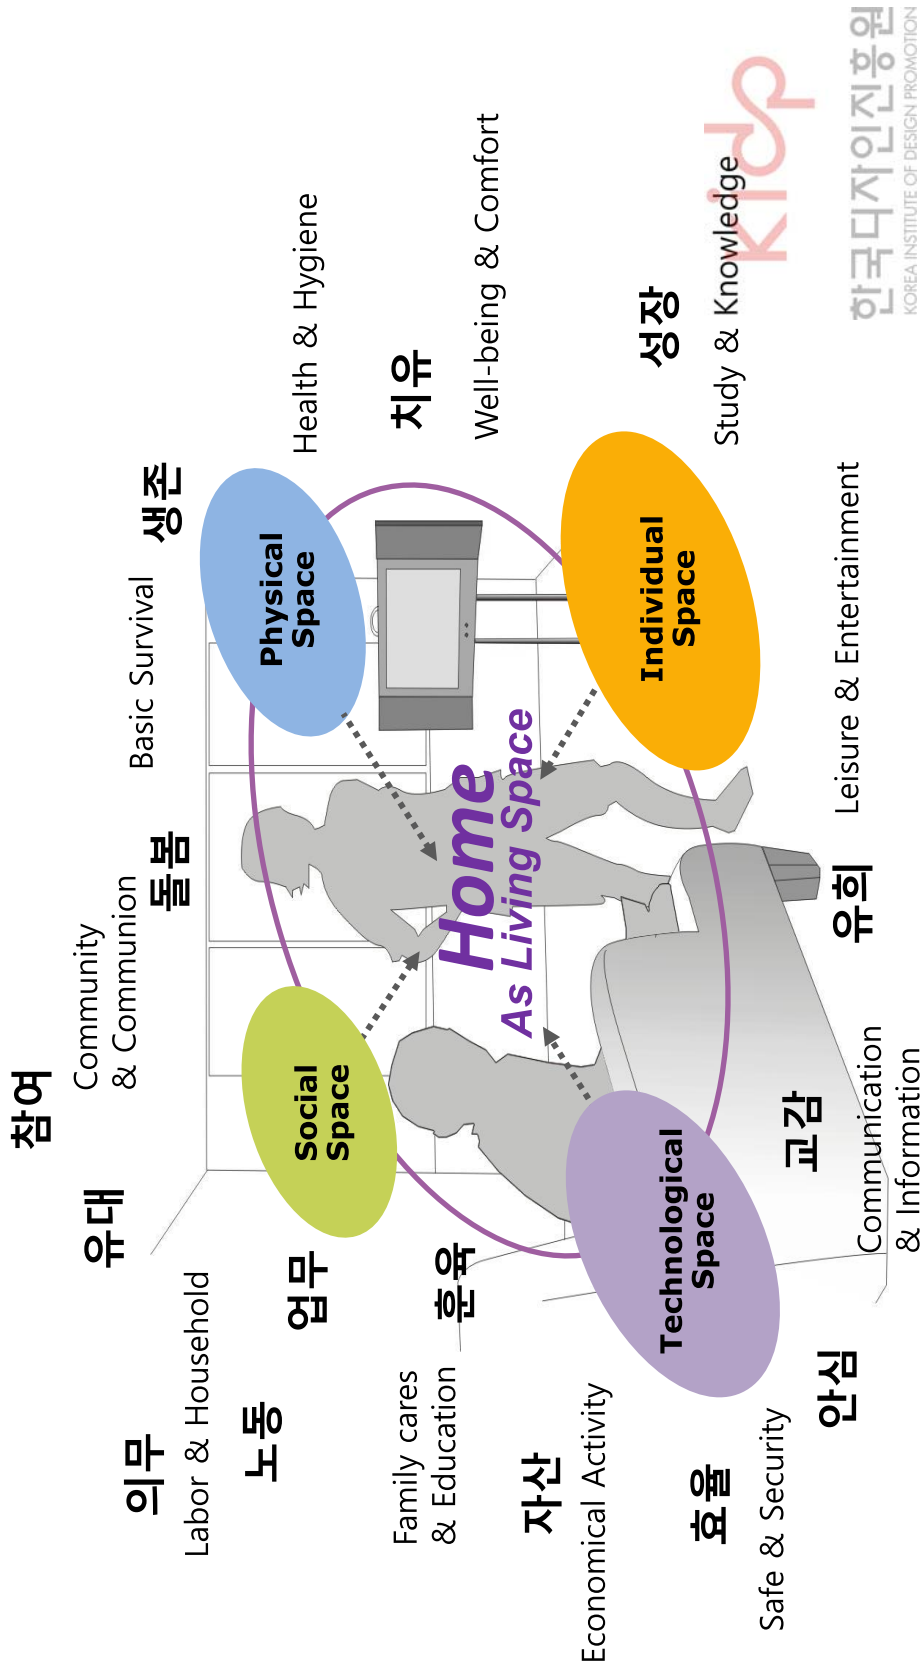 참여
Community
& Communion
유대
돌봄
Basic Survival
생존
의무
Labor & Household
노동
업무
Social
Space
Physical
Space
Health & Hygiene
치유
Well-being & Comfort
훈육
Family cares
& Education
Home
As Living Space
자산
Economical Activity
Individual
Space
성장
Study & Knowledge
Technological
Space
효율
Safe & Security
안심
교감
Communication
& Information
유희
Leisure & Entertainment
kidp
한국디자인진흥원
KOREA INSTITUTE OF DESIGN PROMOTION